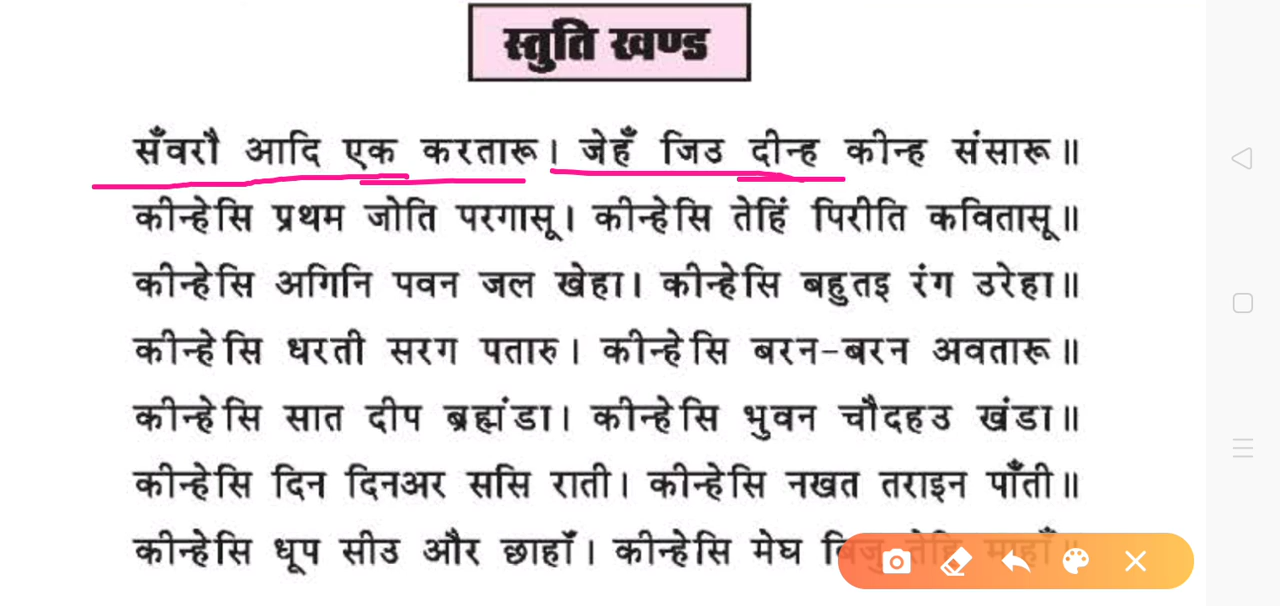 स्तुति खण्ड
सँवरौ आदि एक करतारू। जेहँ जिउ दीन्ह कीन्ह संसारू॥
कीन्हेसि प्रथम जोति परगासू। कीन्हेसि तेहिं पिरीति कवितासू॥
कीन्हेसि अगिनि पवन जल खेहा। कीन्हेसि बहुतइ रंग उरेहा॥
कीन्हेसि धरती सरग पतारु। कीन्हेसि बरन-बरन अवतारू॥
कीन्हेसि सात दीप ब्रह्मंडा। कीन्हेसि भुवन चौदहउ खंडा॥
कीन्हेसि दिन दिनअर ससि राती। कीन्हेसि नखत तराइन पाँती॥
कीन्हेसि धूप सीउ और छाहाँ। कीन्हेसि मेघ बिजु तेहि माहाँ॥